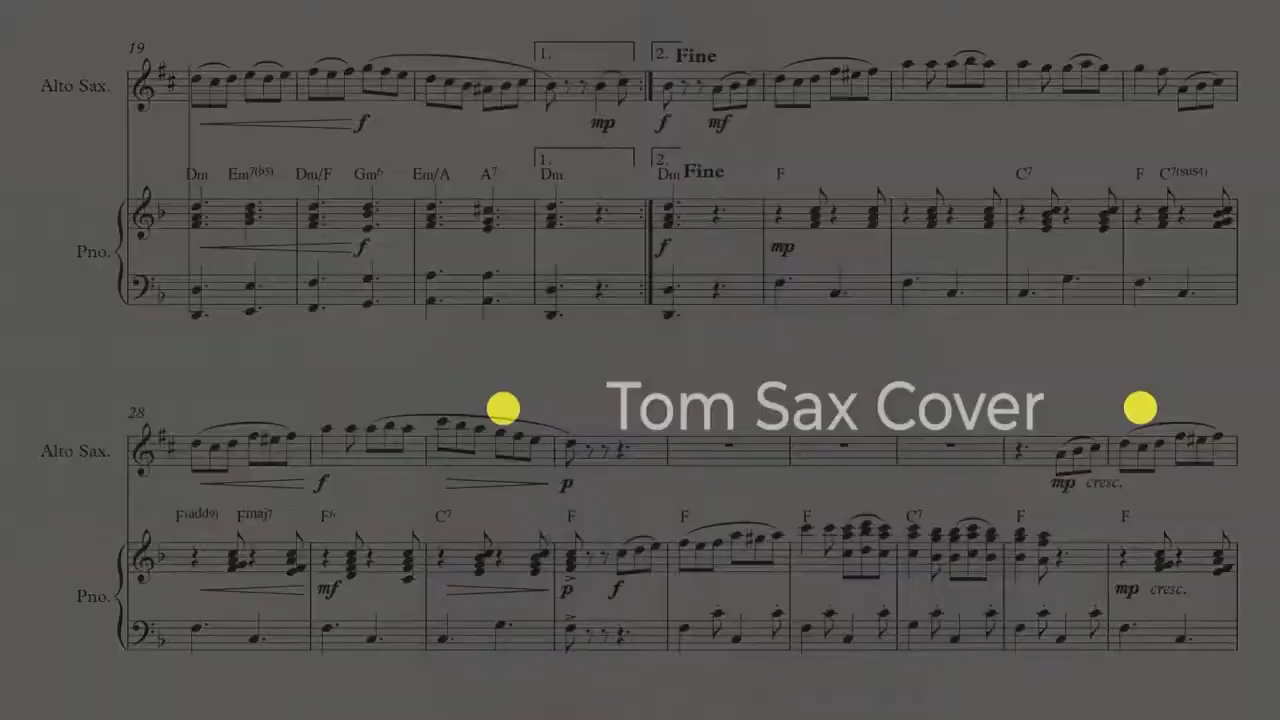 19
1. 2. Fine
Alto Sax.
f mp f mf
1. 2. Fine
Dm Em7(b5) Dm/F Gm6 Em/A A7 Dm Dm F C7 F C7(sus4)
Pno.
f f mp
Tom Sax Cover
28
Alto Sax.
f p mp cresc.
F(add9) Fmaj7 F6 C7 F F F C7 F F
Pno.
mf p f mp cresc.